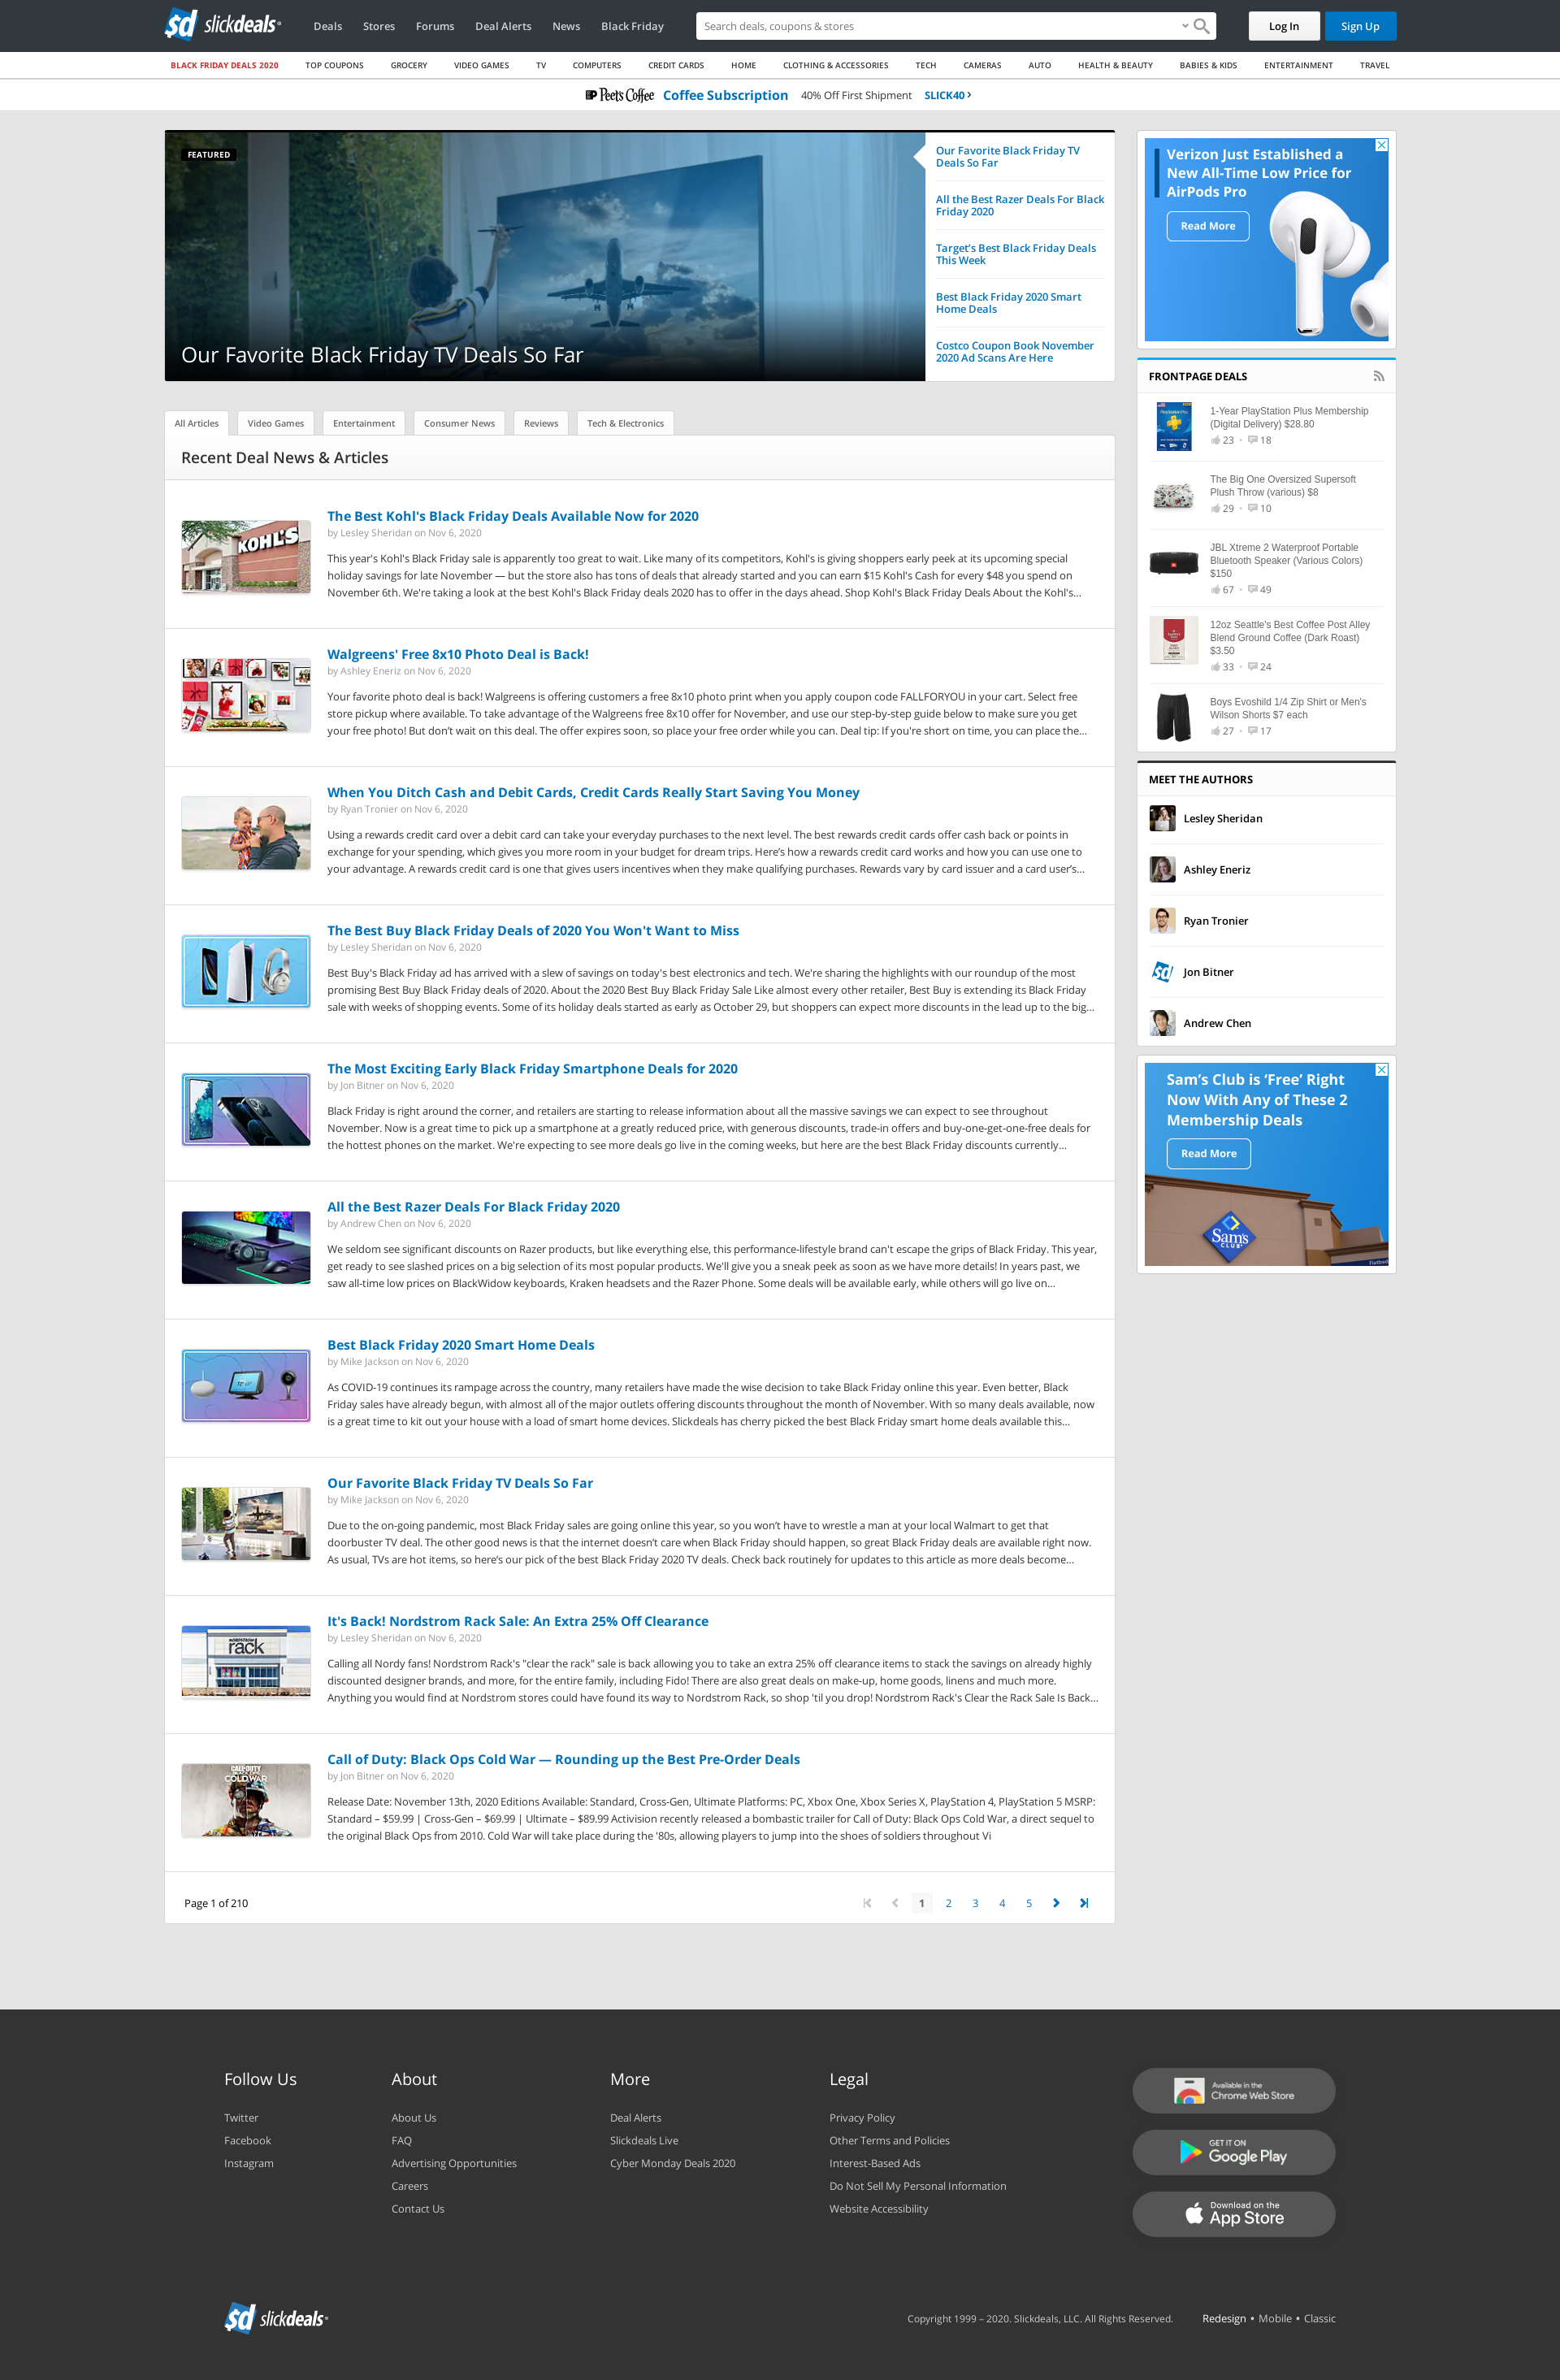 sd slickdeals
Deals Stores Forums Deal Alerts News Black Friday
Search deals, coupons & stores
Log In Sign Up
BLACK FRIDAY DEALS 2020 TOP COUPONS GROCERY VIDEO GAMES TV COMPUTERS CREDIT CARDS HOME CLOTHING & ACCESSORIES TECH CAMERAS AUTO HEALTH & BEAUTY BABIES & KIDS ENTERTAINMENT TRAVEL
Peet's Coffee Coffee Subscription 40% Off First Shipment SLICK40
FEATURED
Our Favorite Black Friday TV Deals So Far
Our Favorite Black Friday TV
Deals So Far
All the Best Razer Deals For Black
Friday 2020
Target's Best Black Friday Deals
This Week
Best Black Friday 2020 Smart
Home Deals
Costco Coupon Book November
2020 Ad Scans Are Here
All Articles Video Games Entertainment Consumer News Reviews Tech & Electronics
Recent Deal News & Articles
KOHL'S
The Best Kohl's Black Friday Deals Available Now for 2020
by Lesley Sheridan on Nov 6, 2020
This year's Kohl's Black Friday sale is apparently too great to wait. Like many of its competitors, Kohl's is giving shoppers early peek at its upcoming special
holiday savings for late November — but the store also has tons of deals that already started and you can earn $15 Kohl's Cash for every $48 you spend on
November 6th. We're taking a look at the best Kohl's Black Friday deals 2020 has to offer in the days ahead. Shop Kohl's Black Friday Deals About the Kohl's...
Walgreens' Free 8x10 Photo Deal is Back!
by Ashley Eneriz on Nov 6, 2020
Your favorite photo deal is back! Walgreens is offering customers a free 8x10 photo print when you apply coupon code FALLFORYOU in your cart. Select free
store pickup where available. To take advantage of the Walgreens free 8x10 offer for November, and use our step-by-step guide below to make sure you get
your free photo! But don't wait on this deal. The offer expires soon, so place your free order while you can. Deal tip: If you're short on time, you can place the...
When You Ditch Cash and Debit Cards, Credit Cards Really Start Saving You Money
by Ryan Tronier on Nov 6, 2020
Using a rewards credit card over a debit card can take your everyday purchases to the next level. The best rewards credit cards offer cash back or points in
exchange for your spending, which gives you more room in your budget for dream trips. Here's how a rewards credit card works and how you can use one to
your advantage. A rewards credit card is one that gives users incentives when they make qualifying purchases. Rewards vary by card issuer and a card user's...
The Best Buy Black Friday Deals of 2020 You Won't Want to Miss
by Lesley Sheridan on Nov 6, 2020
Best Buy's Black Friday ad has arrived with a slew of savings on today's best electronics and tech. We're sharing the highlights with our roundup of the most
promising Best Buy Black Friday deals of 2020. About the 2020 Best Buy Black Friday Sale Like almost every other retailer, Best Buy is extending its Black Friday
sale with weeks of shopping events. Some of its holiday deals started as early as October 29, but shoppers can expect more discounts in the lead up to the big...
The Most Exciting Early Black Friday Smartphone Deals for 2020
by Jon Bitner on Nov 6, 2020
Black Friday is right around the corner, and retailers are starting to release information about all the massive savings we can expect to see throughout
November. Now is a great time to pick up a smartphone at a greatly reduced price, with generous discounts, trade-in offers and buy-one-get-one-free deals for
the hottest phones on the market. We're expecting to see more deals go live in the coming weeks, but here are the best Black Friday discounts currently...
All the Best Razer Deals For Black Friday 2020
by Andrew Chen on Nov 6, 2020
We seldom see significant discounts on Razer products, but like everything else, this performance-lifestyle brand can't escape the grips of Black Friday. This year,
get ready to see slashed prices on a big selection of its most popular products. We'll give you a sneak peek as soon as we have more details! In years past, we
saw all-time low prices on BlackWidow keyboards, Kraken headsets and the Razer Phone. Some deals will be available early, while others will go live on...
Best Black Friday 2020 Smart Home Deals
by Mike Jackson on Nov 6, 2020
As COVID-19 continues its rampage across the country, many retailers have made the wise decision to take Black Friday online this year. Even better, Black
Friday sales have already begun, with almost all of the major outlets offering discounts throughout the month of November. With so many deals available, now
is a great time to kit out your house with a load of smart home devices. Slickdeals has cherry picked the best Black Friday smart home deals available this...
Our Favorite Black Friday TV Deals So Far
by Mike Jackson on Nov 6, 2020
Due to the on-going pandemic, most Black Friday sales are going online this year, so you won't have to wrestle a man at your local Walmart to get that
doorbuster TV deal. The other good news is that the internet doesn't care when Black Friday should happen, so great Black Friday deals are available right now.
As usual, TVs are hot items, so here's our pick of the best Black Friday 2020 TV deals. Check back routinely for updates to this article as more deals become...
NORDSTROM
rack
It's Back! Nordstrom Rack Sale: An Extra 25% Off Clearance
by Lesley Sheridan on Nov 6, 2020
Calling all Nordy fans! Nordstrom Rack's "clear the rack" sale is back allowing you to take an extra 25% off clearance items to stack the savings on already highly
discounted designer brands, and more, for the entire family, including Fido! There are also great deals on make-up, home goods, linens and much more.
Anything you would find at Nordstrom stores could have found its way to Nordstrom Rack, so shop 'til you drop! Nordstrom Rack's Clear the Rack Sale Is Back...
CALL OF DUTY
COLD WAR
Call of Duty: Black Ops Cold War — Rounding up the Best Pre-Order Deals
by Jon Bitner on Nov 6, 2020
Release Date: November 13th, 2020 Editions Available: Standard, Cross-Gen, Ultimate Platforms: PC, Xbox One, Xbox Series X, PlayStation 4, PlayStation 5 MSRP:
Standard – $59.99 | Cross-Gen – $69.99 | Ultimate – $89.99 Activision recently released a bombastic trailer for Call of Duty: Black Ops Cold War, a direct sequel to
the original Black Ops from 2010. Cold War will take place during the '80s, allowing players to jump into the shoes of soldiers throughout Vi
Page 1 of 210
1 2 3 4 5
Verizon Just Established a
New All-Time Low Price for
AirPods Pro
Read More
FRONTPAGE DEALS
1-Year PlayStation Plus Membership
(Digital Delivery) $28.80
23 • 18
The Big One Oversized Supersoft
Plush Throw (various) $8
29 • 10
JBL Xtreme 2 Waterproof Portable
Bluetooth Speaker (Various Colors)
$150
67 • 49
12oz Seattle's Best Coffee Post Alley
Blend Ground Coffee (Dark Roast)
$3.50
33 • 24
Boys Evoshild 1/4 Zip Shirt or Men's
Wilson Shorts $7 each
27 • 17
MEET THE AUTHORS
Lesley Sheridan
Ashley Eneriz
Ryan Tronier
sd Jon Bitner
Andrew Chen
Sam's Club is 'Free' Right
Now With Any of These 2
Membership Deals
Read More
Sam's
CLUB
Follow Us
Twitter
Facebook
Instagram
About
About Us
FAQ
Advertising Opportunities
Careers
Contact Us
More
Deal Alerts
Slickdeals Live
Cyber Monday Deals 2020
Legal
Privacy Policy
Other Terms and Policies
Interest-Based Ads
Do Not Sell My Personal Information
Website Accessibility
Available in the
Chrome Web Store
GET IT ON
Google Play
Download on the
App Store
sd slickdeals
Copyright 1999 – 2020. Slickdeals, LLC. All Rights Reserved. Redesign • Mobile • Classic